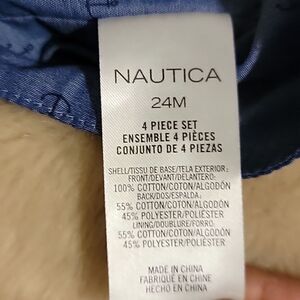 NAUTICA
24M
4 PIECE SET
ENSEMBLE 4 PIÈCES
CONJUNTO DE 4 PIEZAS
SHELL/TISSU DE BASE/TELA EXTERIOR:
FRONT/DEVANT/DELANTERO:
100% COTTON/COTON/ALGODÓN
BACK/DOS/ESPALDA:
55% COTTON/COTON/ALGODÓN
45% POLYESTER/POLIÉSTER
LINING/DOUBLURE/FORRO:
55% COTTON/COTON/ALGODÓN
45% POLYESTER/POLIÉSTER
MADE IN CHINA
FABRIQUÉ EN CHINE
HECHO EN CHINA